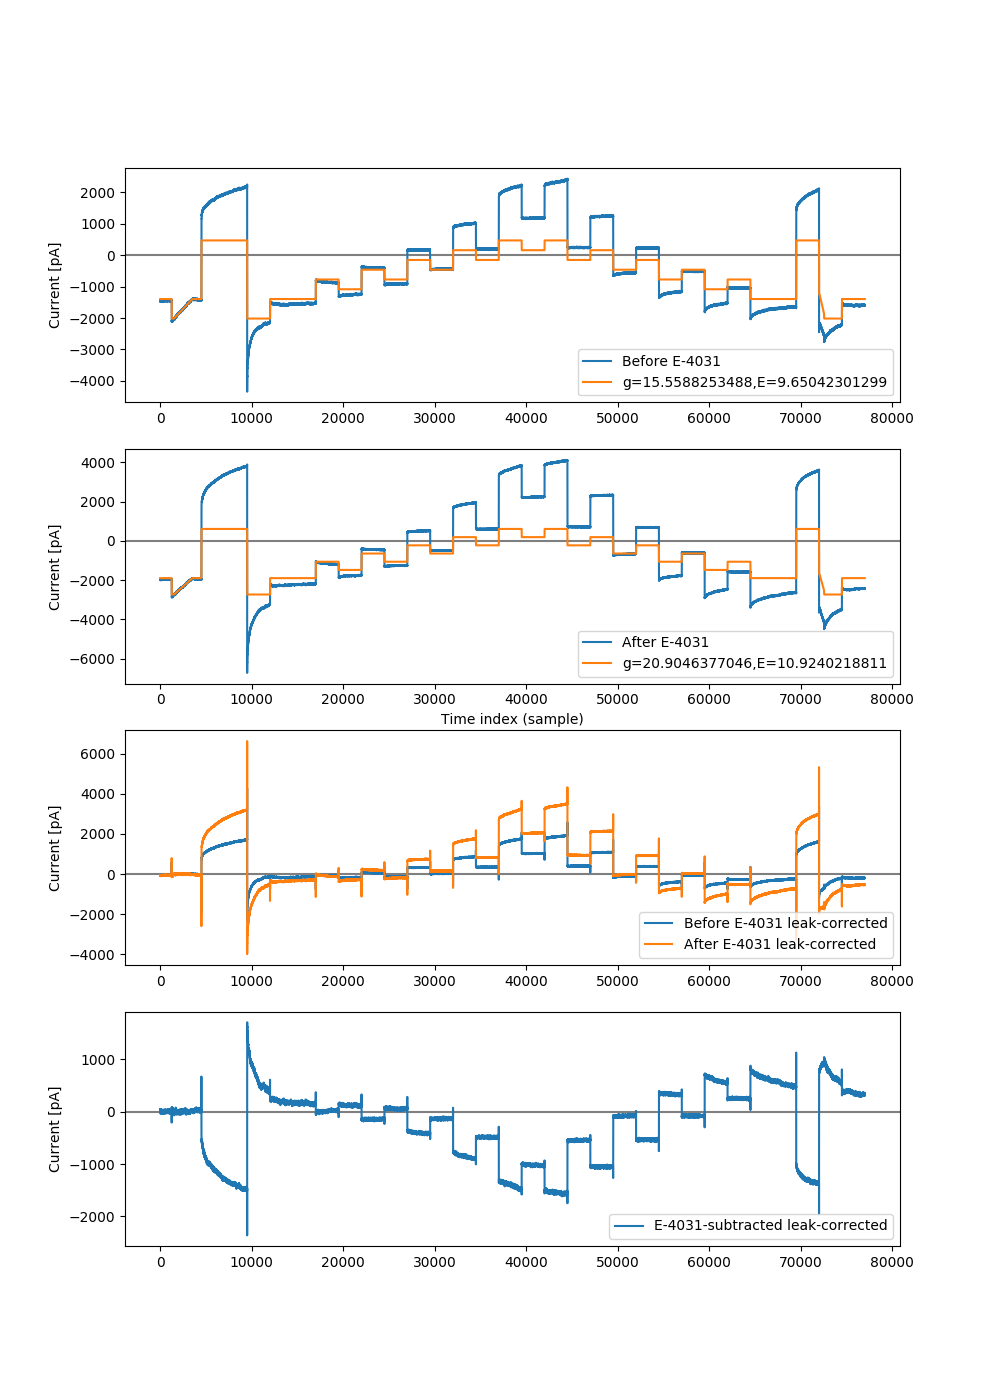 2000
1000
0
−1000
−2000
−3000
−4000
Current [pA]
Before E-4031
g=15.5588253488,E=9.65042301299
0 10000 20000 30000 40000 50000 60000 70000 80000
4000
2000
0
−2000
−4000
−6000
Current [pA]
After E-4031
g=20.9046377046,E=10.9240218811
0 10000 20000 30000 40000 50000 60000 70000 80000
Time index (sample)
6000
4000
2000
0
−2000
−4000
Current [pA]
Before E-4031 leak-corrected
After E-4031 leak-corrected
0 10000 20000 30000 40000 50000 60000 70000 80000
1000
0
−1000
−2000
Current [pA]
E-4031-subtracted leak-corrected
0 10000 20000 30000 40000 50000 60000 70000 80000